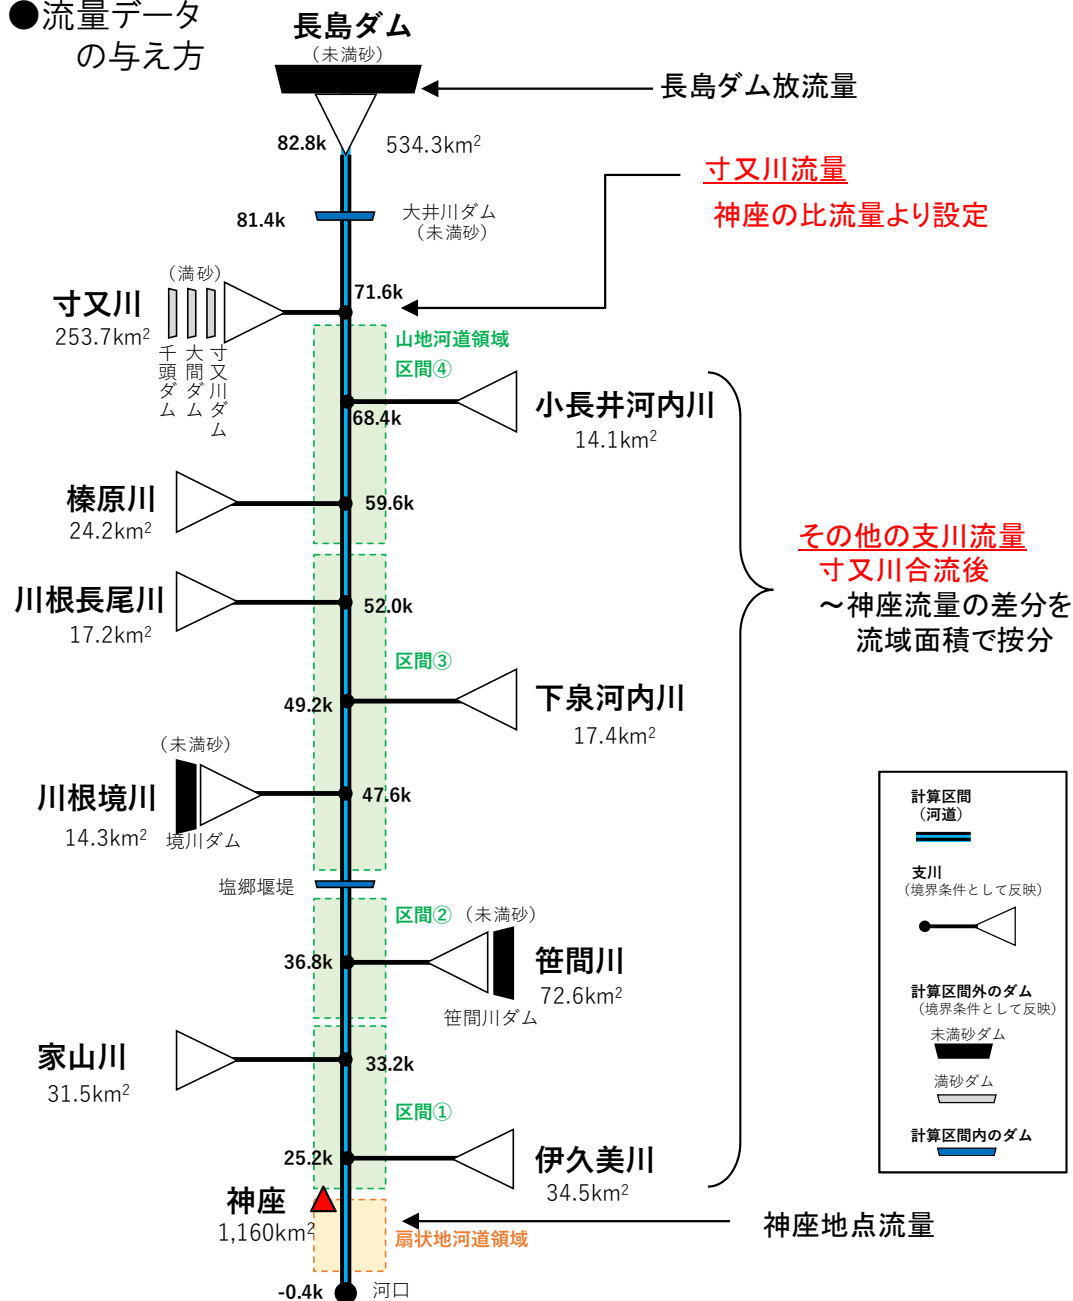 ●流量データ
の与え方
長島ダム
（未満砂）
長島ダム放流量
82.8k
534.3km²
寸又川流量
神座の比流量より設定
81.4k
大井川ダム
（未満砂）
（満砂）
71.6k
寸又川
253.7km²
千頭ダム
大間ダム
寸又川ダム
山地河道領域
区間④
小長井河内川
14.1km²
68.4k
榛原川
24.2km²
59.6k
その他の支川流量
寸又川合流後
～神座流量の差分を
流域面積で按分
川根長尾川
17.2km²
52.0k
区間③
49.2k
下泉河内川
17.4km²
（未満砂）
川根境川
14.3km²
境川ダム
47.6k
塩郷堰堤
区間②
（未満砂）
36.8k
笹間川
72.6km²
笹間川ダム
家山川
31.5km²
33.2k
区間①
25.2k
伊久美川
34.5km²
神座
1,160km²
神座地点流量
扇状地河道領域
-0.4k
河口
計算区間
（河道）
支川
（境界条件として反映）
計算区間外のダム
（境界条件として反映）
未満砂ダム
満砂ダム
計算区間内のダム